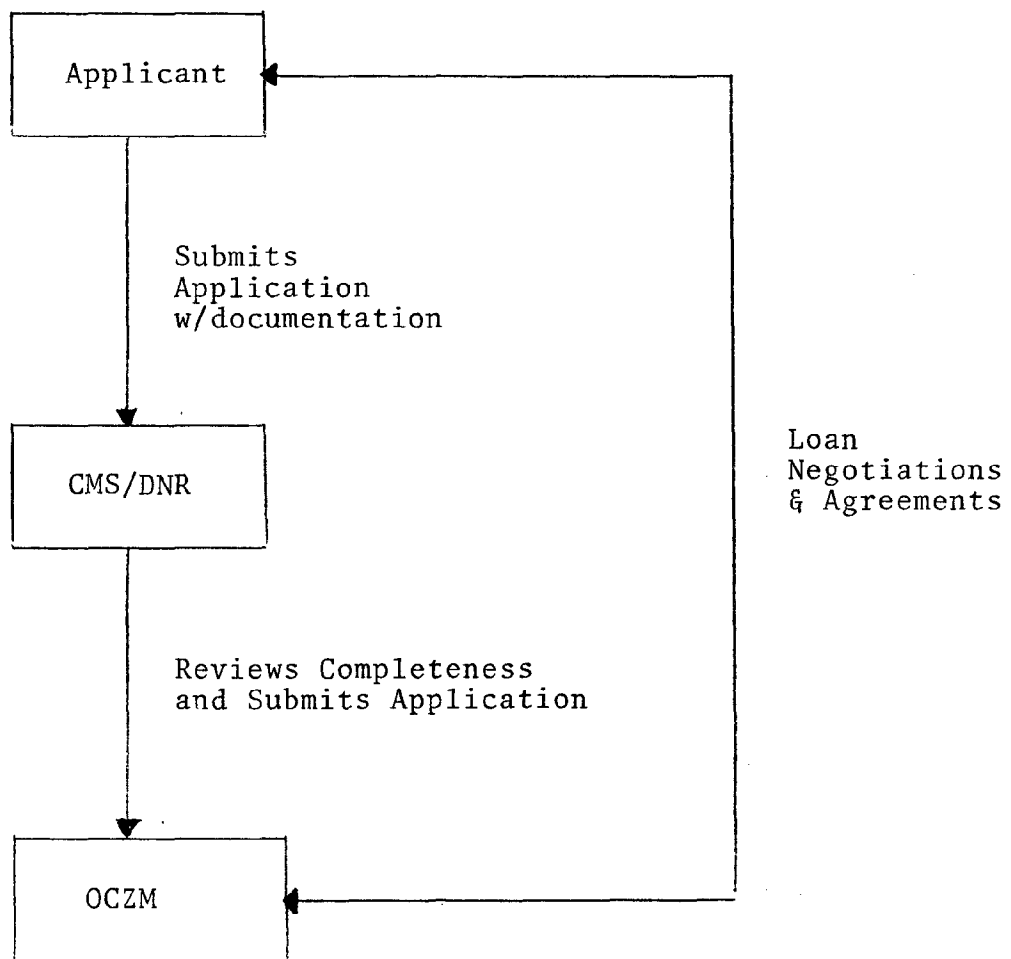 Applicant
Submits
Application
w/documentation
CMS/DNR
Loan
Negotiations
& Agreements
Reviews Completeness
and Submits Application
OCZM